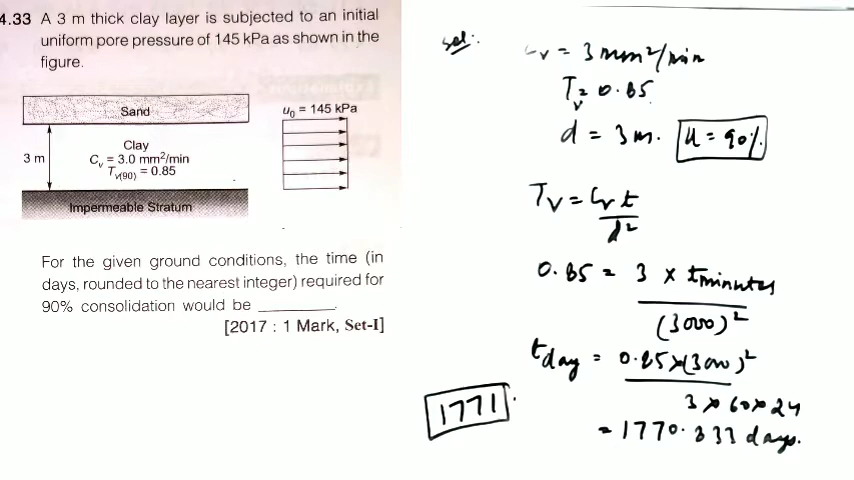 4.33 A 3 m thick clay layer is subjected to an initial
uniform pore pressure of 145 kPa as shown in the
figure.
Sand
u0 = 145 kPa
3 m
Clay
Cv = 3.0 mm²/min
Tv(90) = 0.85
Impermeable Stratum
For the given ground conditions, the time (in
days, rounded to the nearest integer) required for
90% consolidation would be ________.
[2017 : 1 Mark, Set-I]
Sol:
Cv = 3 mm²/min
Tv = 0.85
d = 3 m. U = 90%
Tv = Cv t / d²
0.85 = 3 × t minutes / (3000)²
t day = 0.85 × (3000)² / 3 × 60 × 24
= 1770.833 days.
1771.